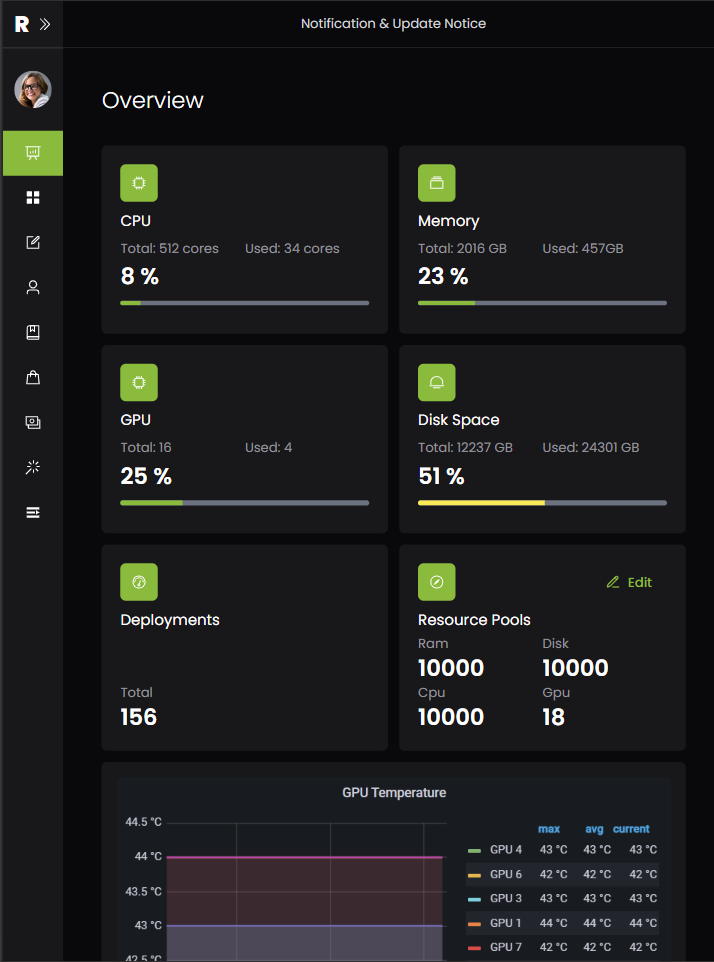 R
Notification & Update Notice
Overview
CPU
Total: 512 cores Used: 34 cores
8 %
Memory
Total: 2016 GB Used: 457GB
23 %
GPU
Total: 16 Used: 4
25 %
Disk Space
Total: 12237 GB Used: 24301 GB
51 %
Deployments
Total
156
Resource Pools
Edit
Ram Disk
10000 10000
Cpu Gpu
10000 18
GPU Temperature
44.5 °C
44 °C
43.5 °C
43 °C
42.5 °C
max avg current
GPU 4 43 °C 43 °C 43 °C
GPU 6 42 °C 42 °C 42 °C
GPU 3 43 °C 43 °C 43 °C
GPU 1 44 °C 44 °C 44 °C
GPU 7 42 °C 42 °C 42 °C